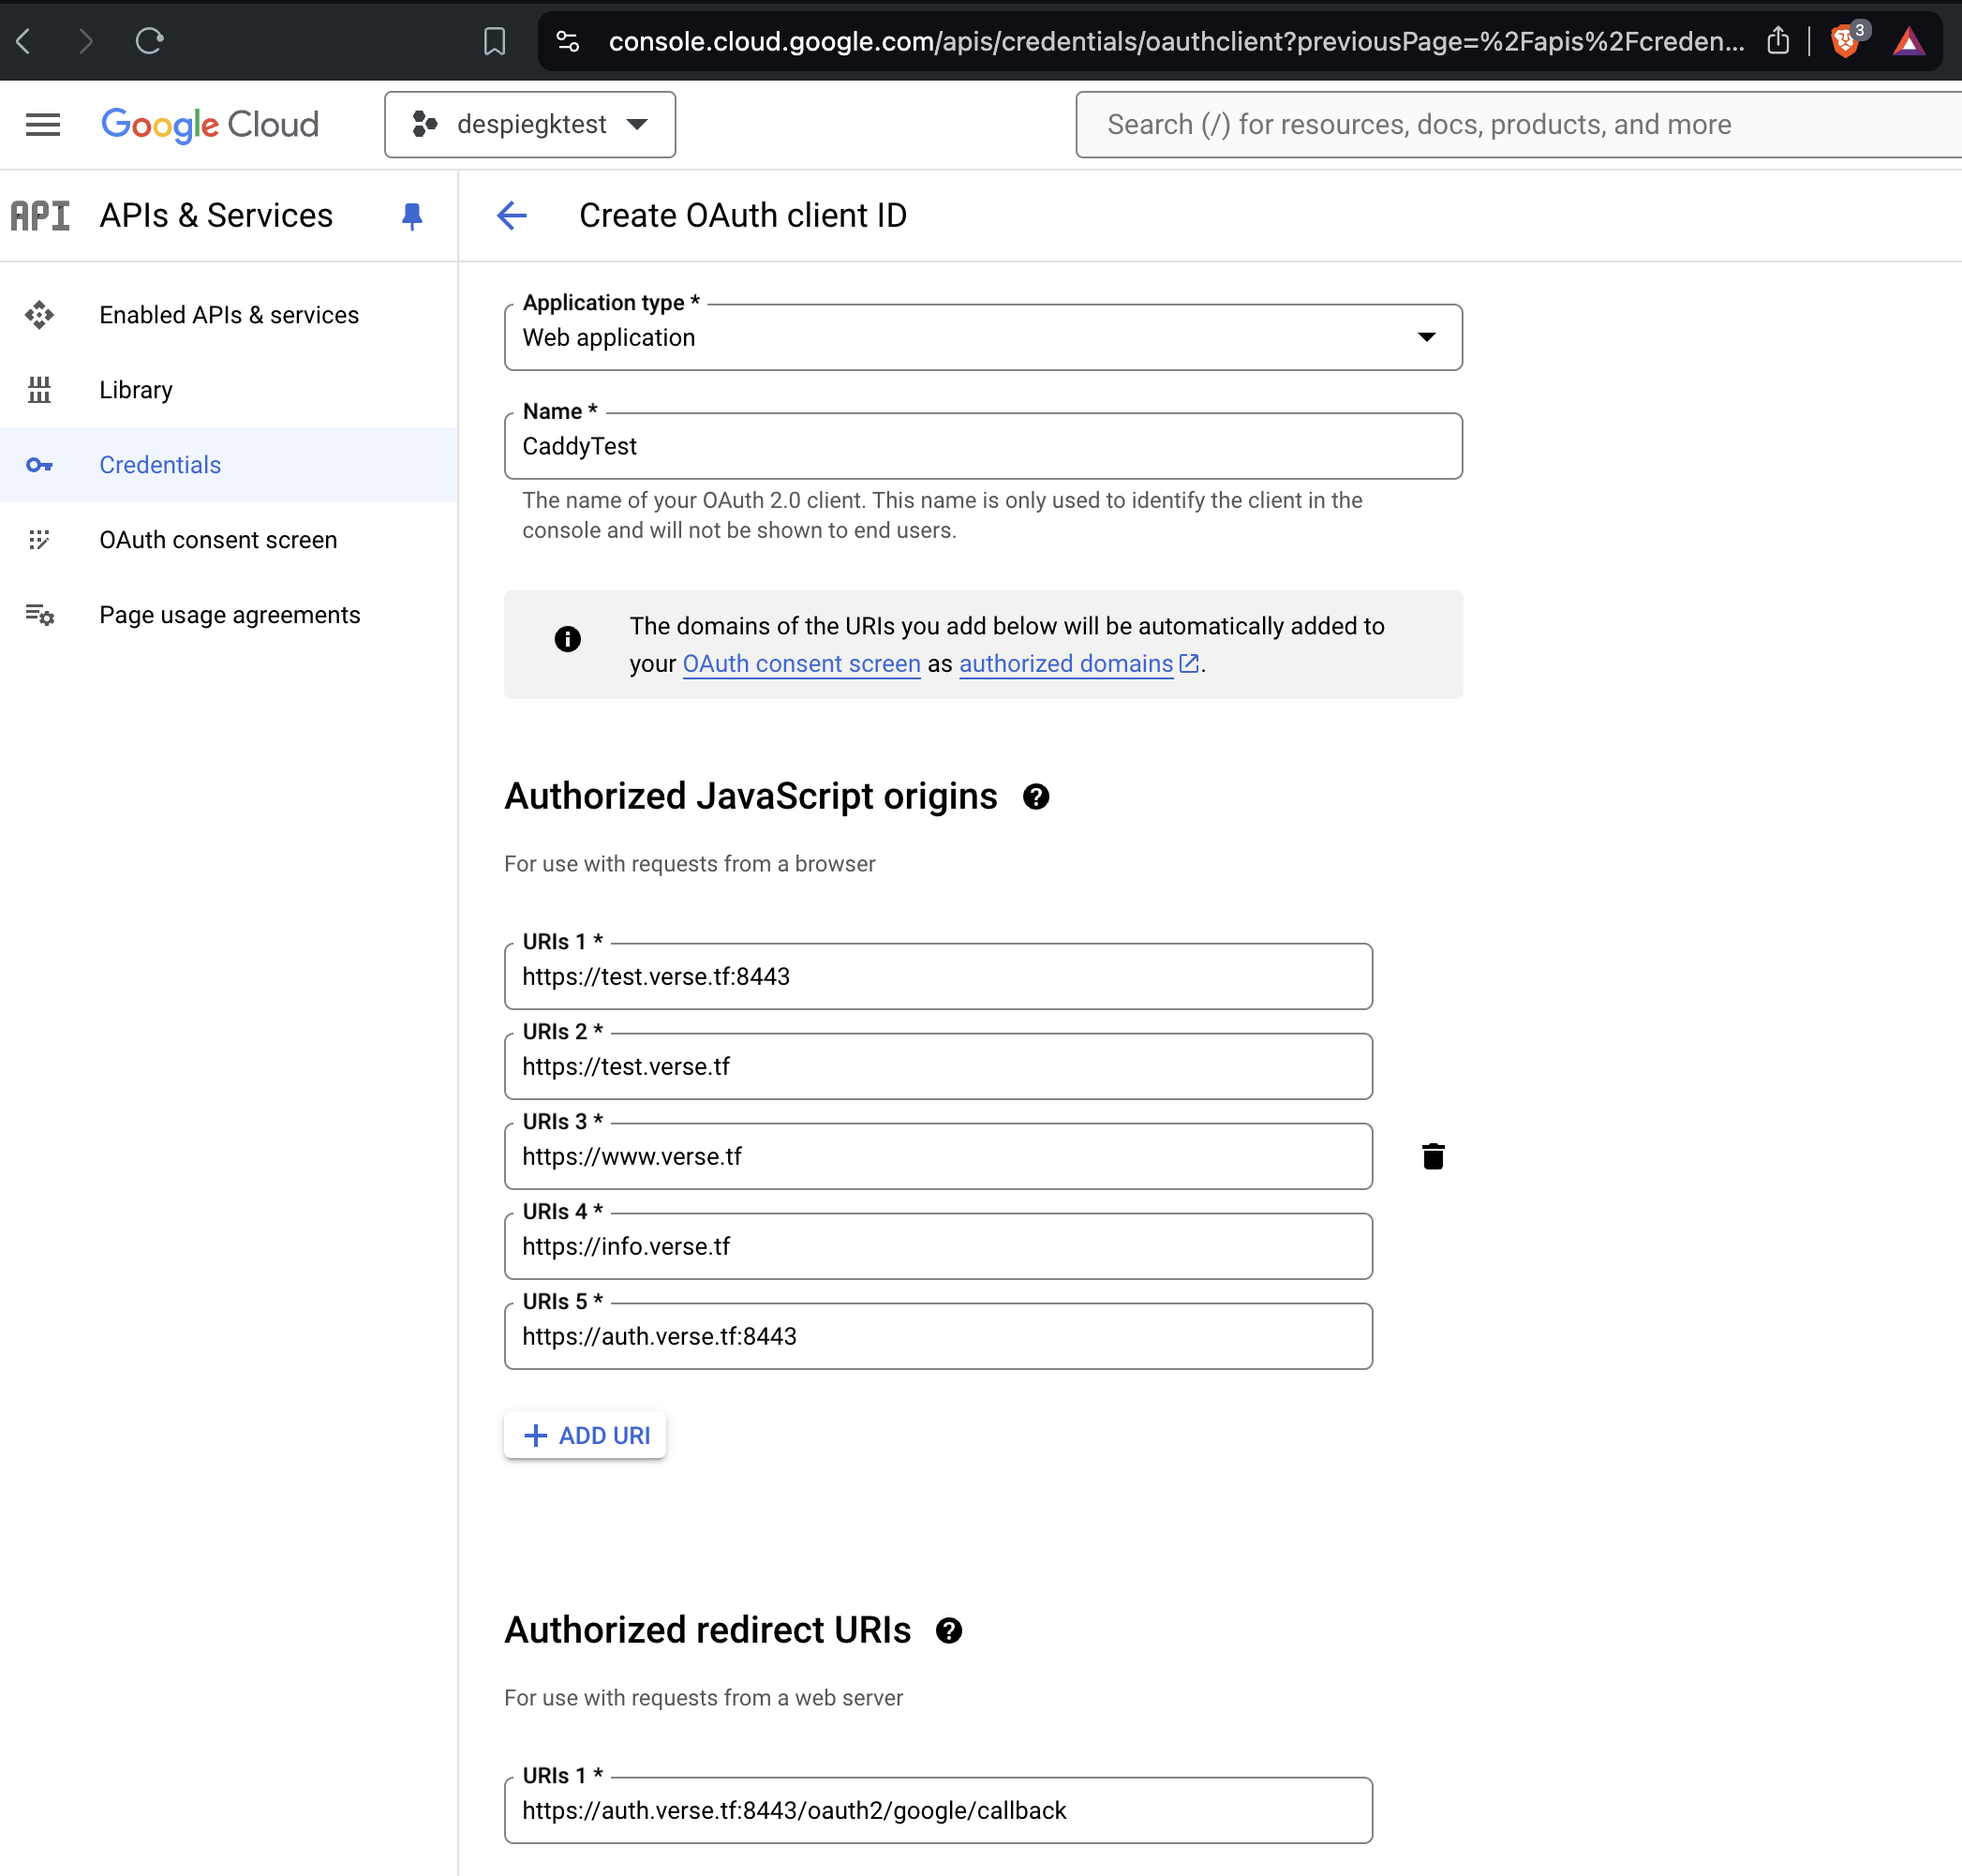 console.cloud.google.com/apis/credentials/oauthclient?previousPage=%2Fapis%2Fcreden...
3
Google Cloud
despiegktest
Search (/) for resources, docs, products, and more
API
APIs & Services
Create OAuth client ID
Enabled APIs & services
Library
Credentials
OAuth consent screen
Page usage agreements
Application type *
Web application
Name *
CaddyTest
The name of your OAuth 2.0 client. This name is only used to identify the client in the
console and will not be shown to end users.
The domains of the URIs you add below will be automatically added to
your OAuth consent screen as authorized domains.
Authorized JavaScript origins
For use with requests from a browser
URIs 1 *
https://test.verse.tf:8443
URIs 2 *
https://test.verse.tf
URIs 3 *
https://www.verse.tf
URIs 4 *
https://info.verse.tf
URIs 5 *
https://auth.verse.tf:8443
ADD URI
Authorized redirect URIs
For use with requests from a web server
URIs 1 *
https://auth.verse.tf:8443/oauth2/google/callback